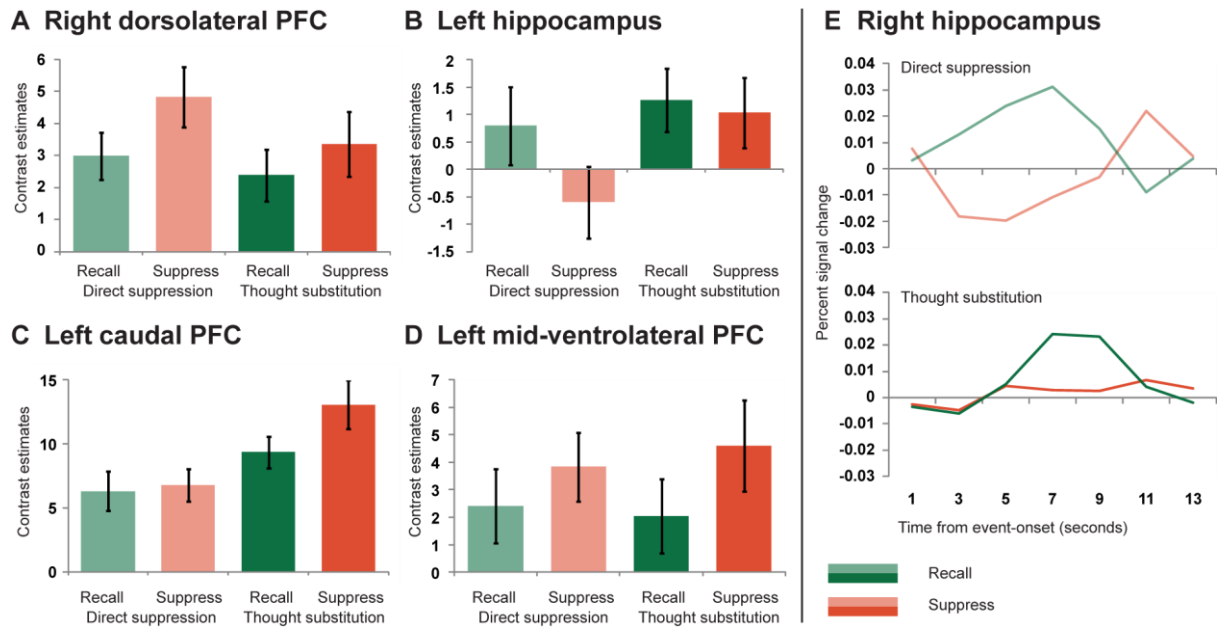 A Right dorsolateral PFC
Contrast estimates
6
5
4
3
2
1
0
Recall Suppress Recall Suppress
Direct suppression Thought substitution
B Left hippocampus
Contrast estimates
2
1.5
1
0.5
0
-0.5
-1
-1.5
Recall Suppress Recall Suppress
Direct suppression Thought substitution
C Left caudal PFC
Contrast estimates
15
10
5
0
Recall Suppress Recall Suppress
Direct suppression Thought substitution
D Left mid-ventrolateral PFC
Contrast estimates
7
6
5
4
3
2
1
0
Recall Suppress Recall Suppress
Direct suppression Thought substitution
E Right hippocampus
Percent signal change
Direct suppression
0.04
0.03
0.02
0.01
0
-0.01
-0.02
-0.03
Thought substitution
0.04
0.03
0.02
0.01
0
-0.01
-0.02
-0.03
1 3 5 7 9 11 13
Time from event-onset (seconds)
Recall
Suppress